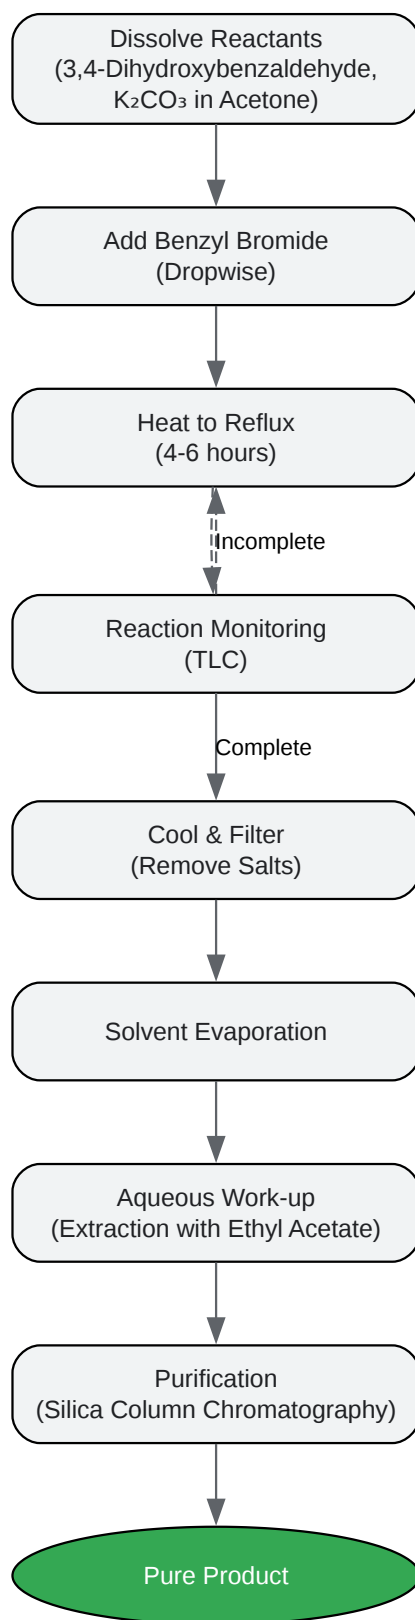 Dissolve Reactants
(3,4-Dihydroxybenzaldehyde,
K₂CO₃ in Acetone)
Add Benzyl Bromide
(Dropwise)
Heat to Reflux
(4-6 hours)
Incomplete
Reaction Monitoring
(TLC)
Complete
Cool & Filter
(Remove Salts)
Solvent Evaporation
Aqueous Work-up
(Extraction with Ethyl Acetate)
Purification
(Silica Column Chromatography)
Pure Product